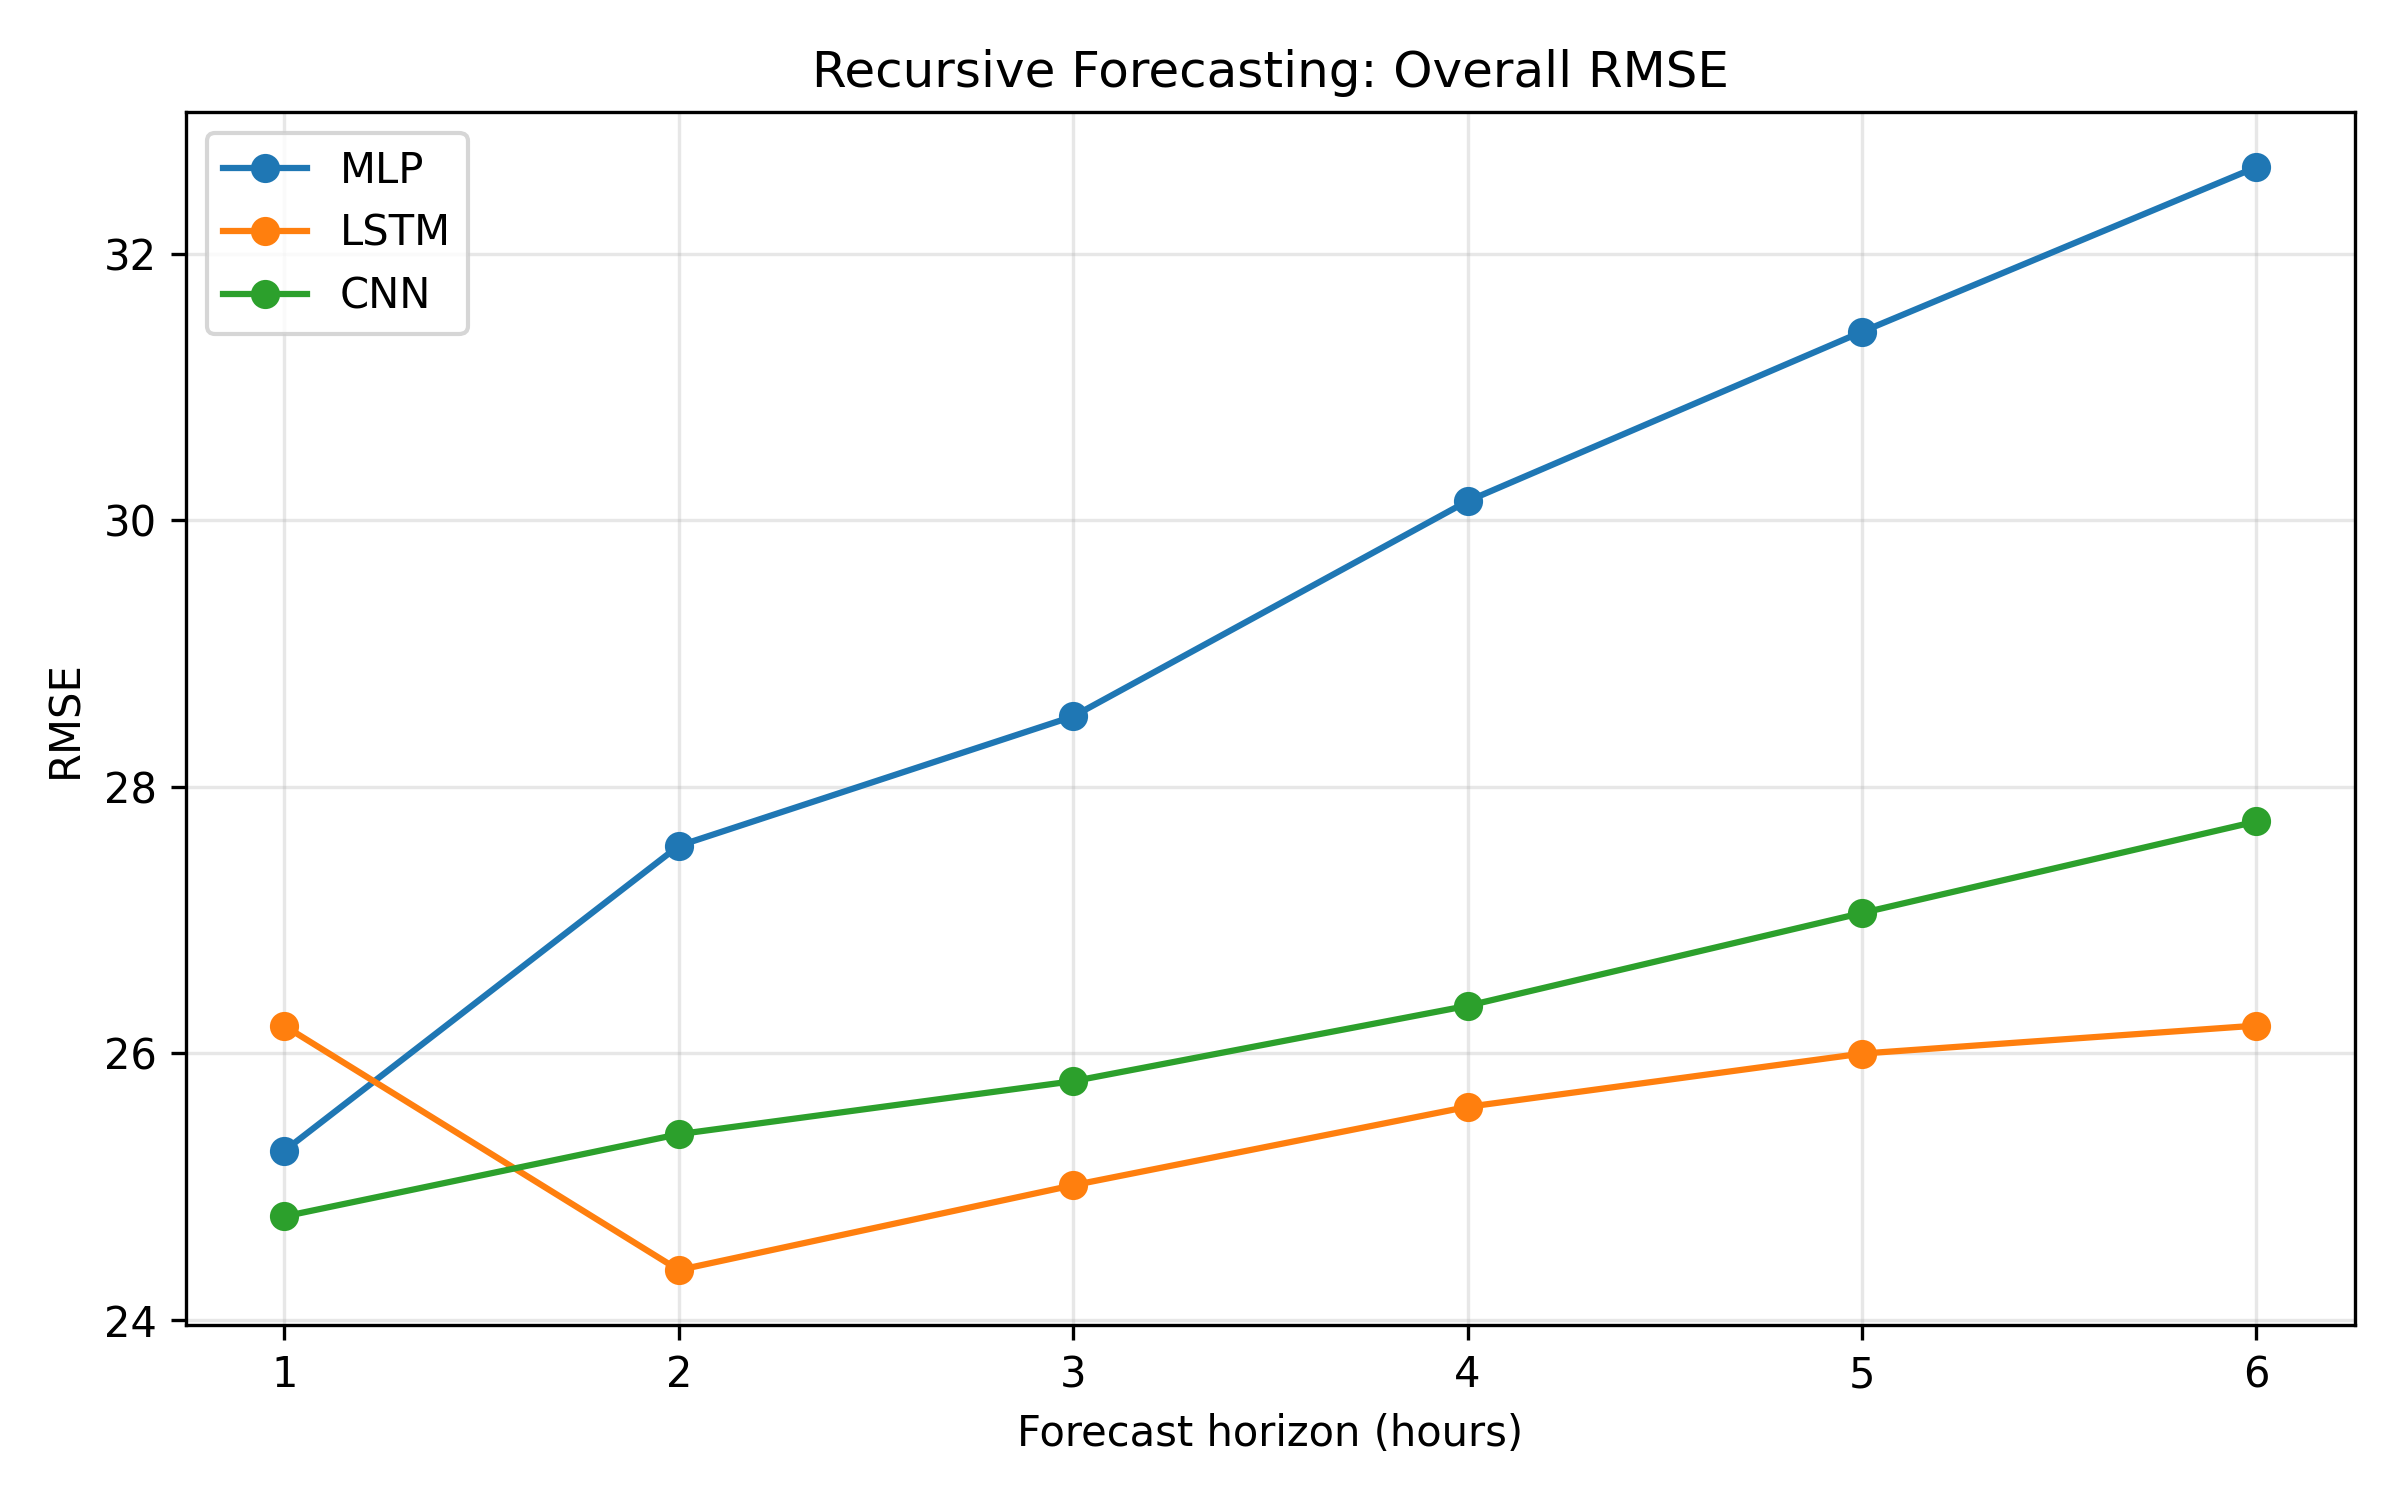 Recursive Forecasting: Overall RMSE
MLP
LSTM
CNN
RMSE
32
30
28
26
24
1 2 3 4 5 6
Forecast horizon (hours)